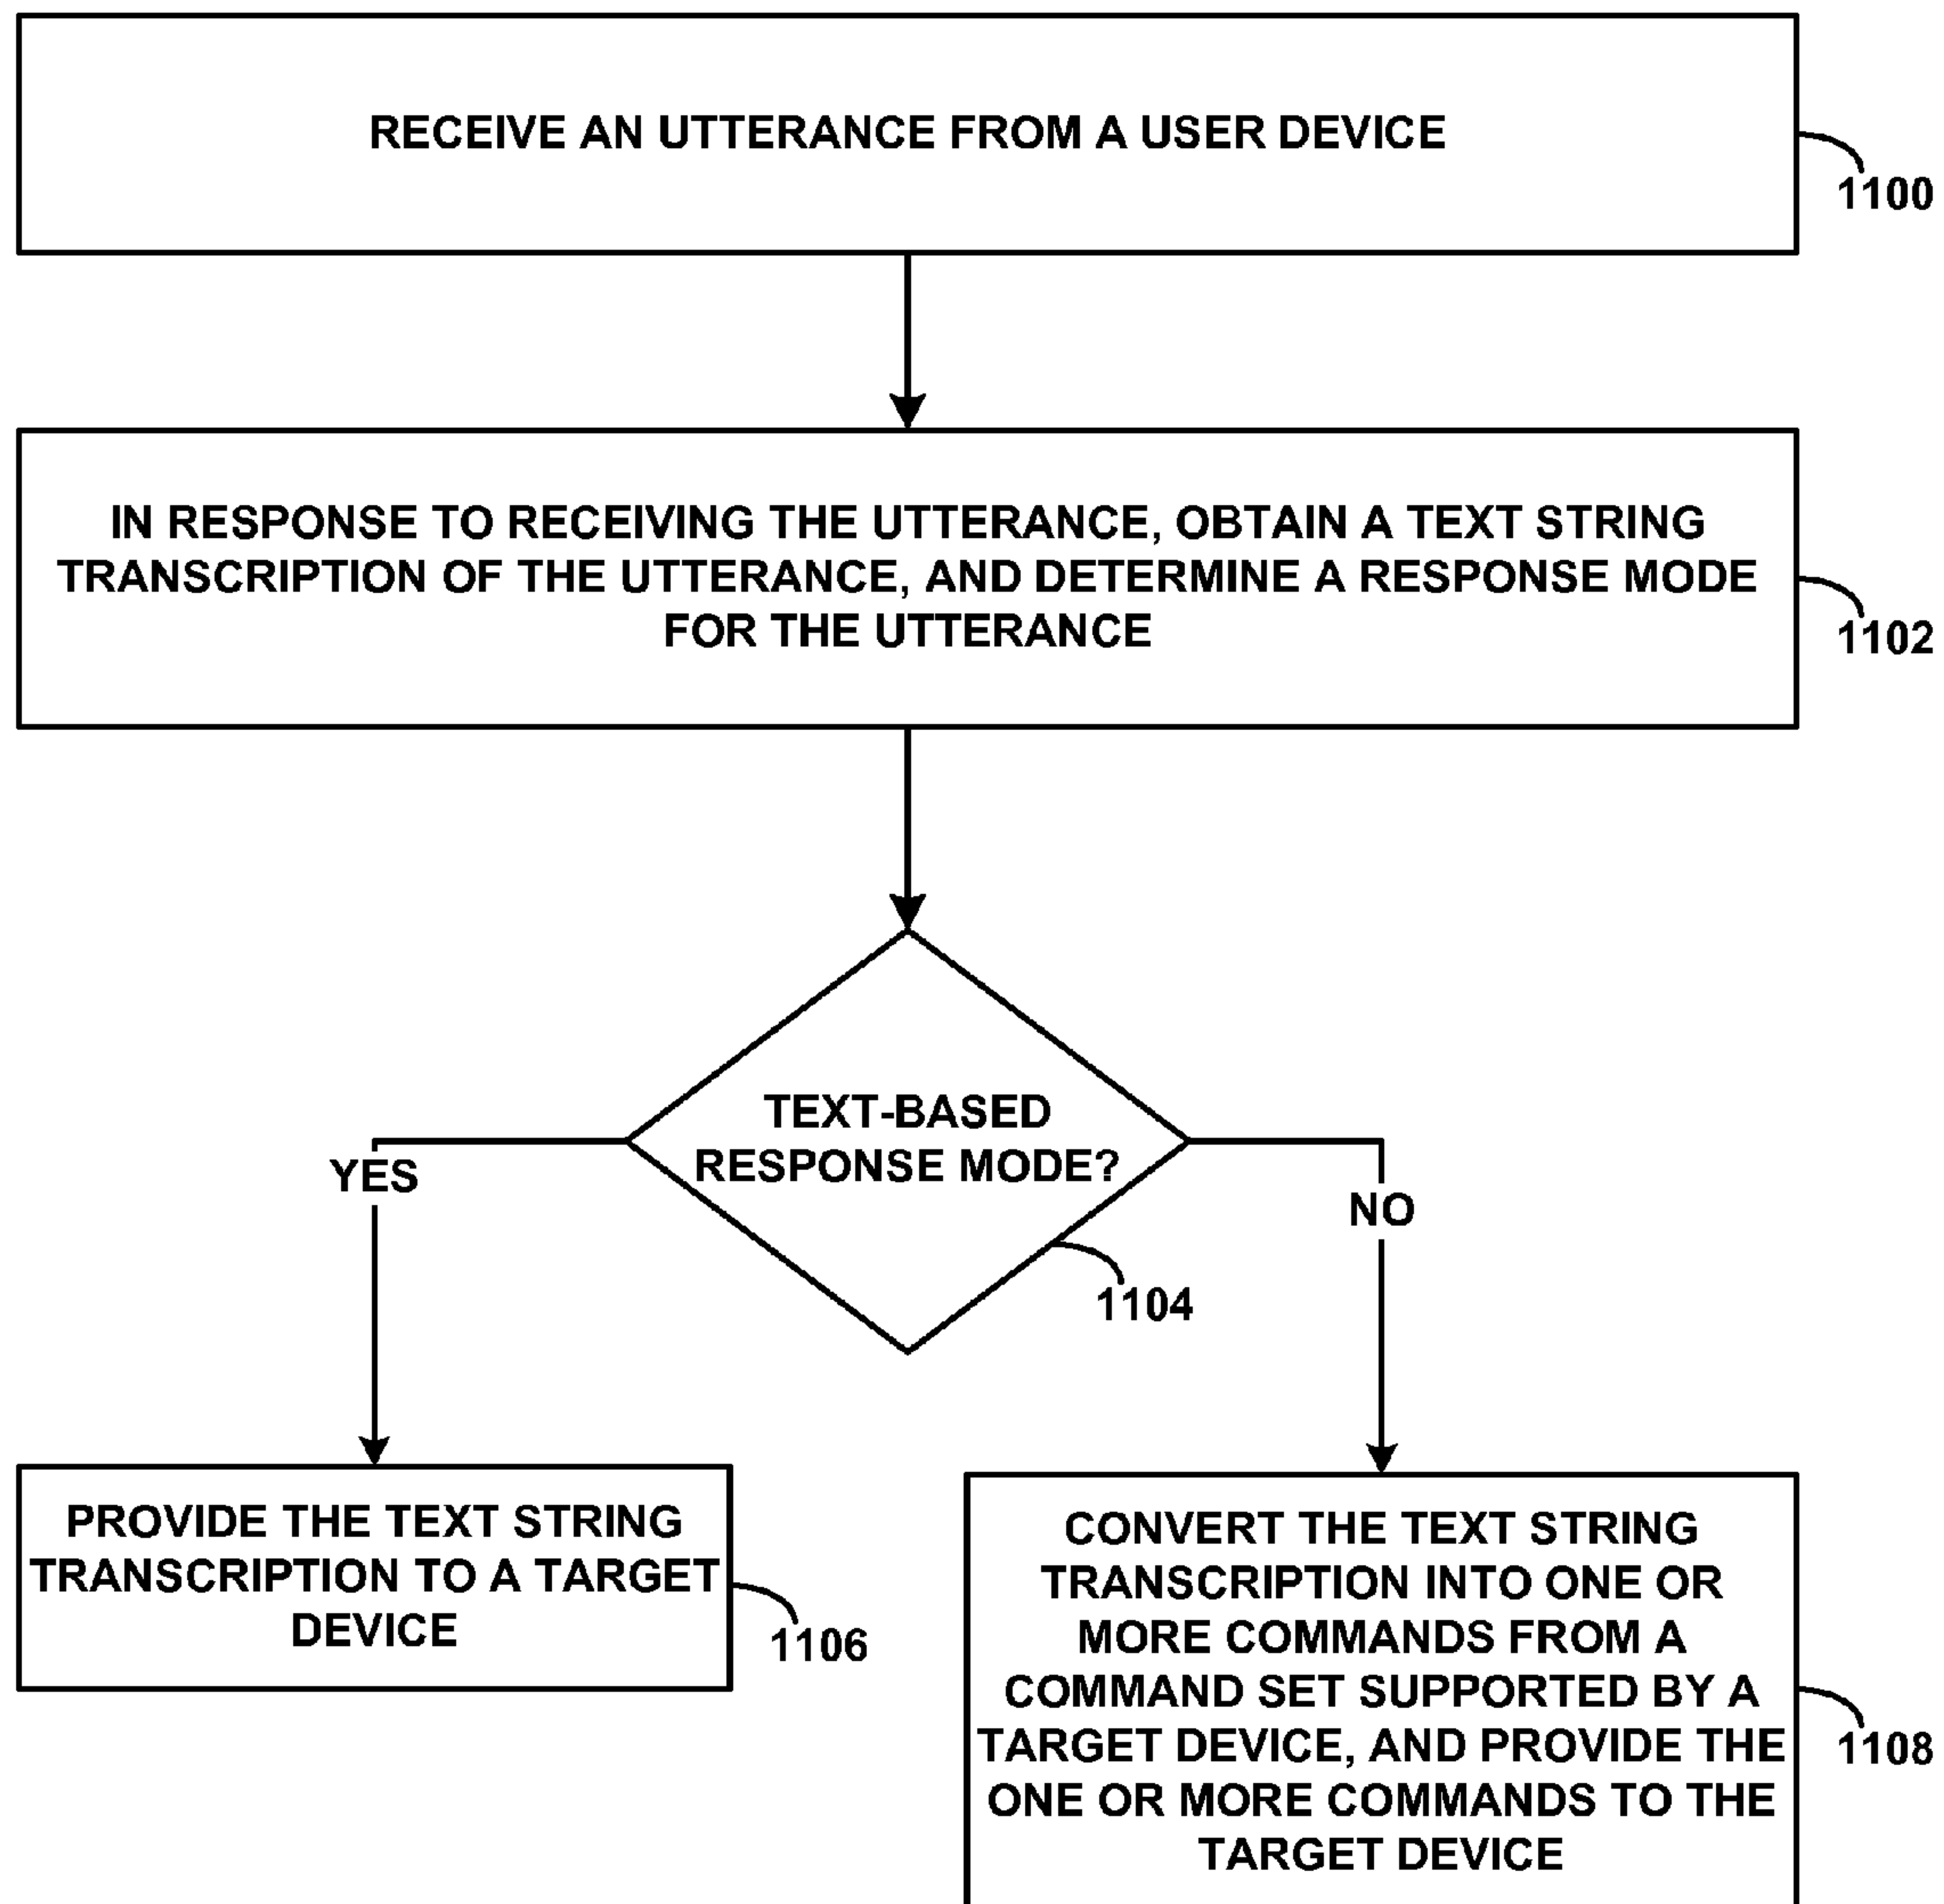 RECEIVE AN UTTERANCE FROM A USER DEVICE
1100
IN RESPONSE TO RECEIVING THE UTTERANCE, OBTAIN A TEXT STRING
TRANSCRIPTION OF THE UTTERANCE, AND DETERMINE A RESPONSE MODE
FOR THE UTTERANCE
1102
TEXT-BASED
RESPONSE MODE?
YES
NO
1104
PROVIDE THE TEXT STRING
TRANSCRIPTION TO A TARGET
DEVICE
1106
CONVERT THE TEXT STRING
TRANSCRIPTION INTO ONE OR
MORE COMMANDS FROM A
COMMAND SET SUPPORTED BY A
TARGET DEVICE, AND PROVIDE THE
ONE OR MORE COMMANDS TO THE
TARGET DEVICE
1108